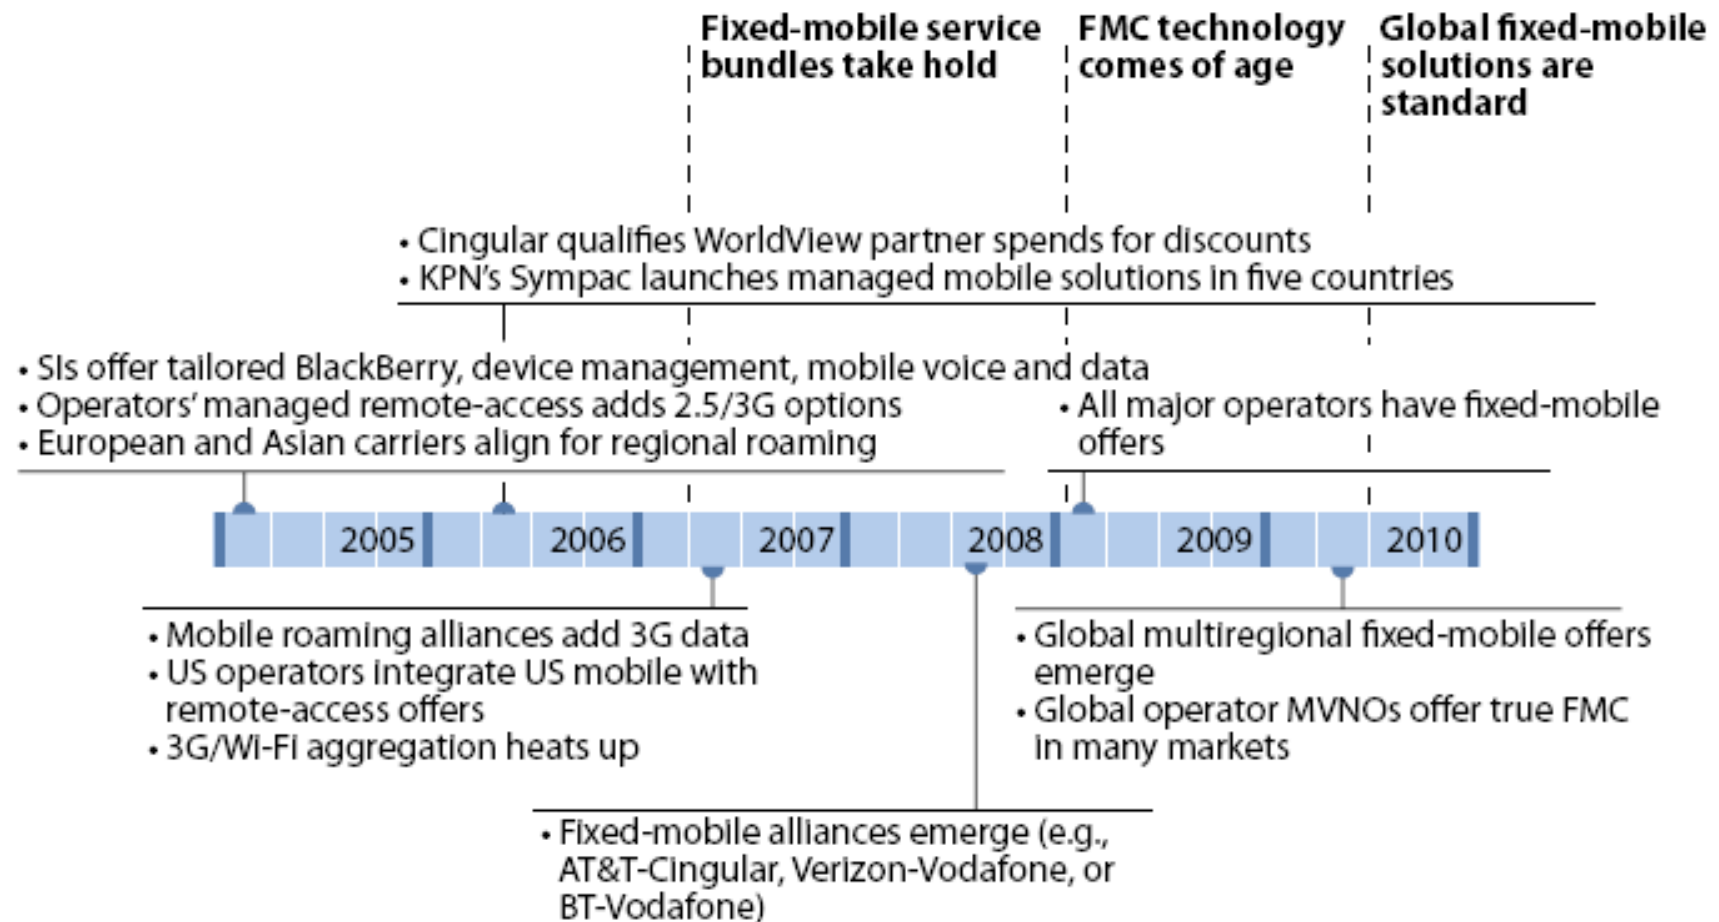 Fixed-mobile service
bundles take hold
FMC technology
comes of age
Global fixed-mobile
solutions are
standard
• Cingular qualifies WorldView partner spends for discounts
• KPN's Sympac launches managed mobile solutions in five countries
• SIs offer tailored BlackBerry, device management, mobile voice and data
• Operators' managed remote-access adds 2.5/3G options
• European and Asian carriers align for regional roaming
• All major operators have fixed-mobile
offers
2005 2006 2007 2008 2009 2010
• Mobile roaming alliances add 3G data
• US operators integrate US mobile with
remote-access offers
• 3G/Wi-Fi aggregation heats up
• Global multiregional fixed-mobile offers
emerge
• Global operator MVNOs offer true FMC
in many markets
• Fixed-mobile alliances emerge (e.g.,
AT&T-Cingular, Verizon-Vodafone, or
BT-Vodafone)